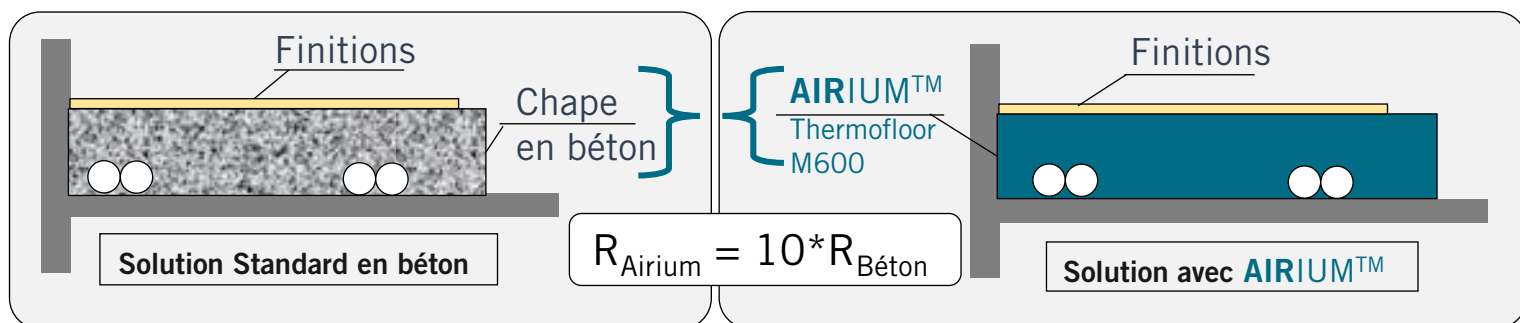 Finitions
Chape
en béton
Solution Standard en béton
R_Airium = 10*R_Béton
Finitions
AIRIUM™
Thermofloor
M600
Solution avec AIRIUM™